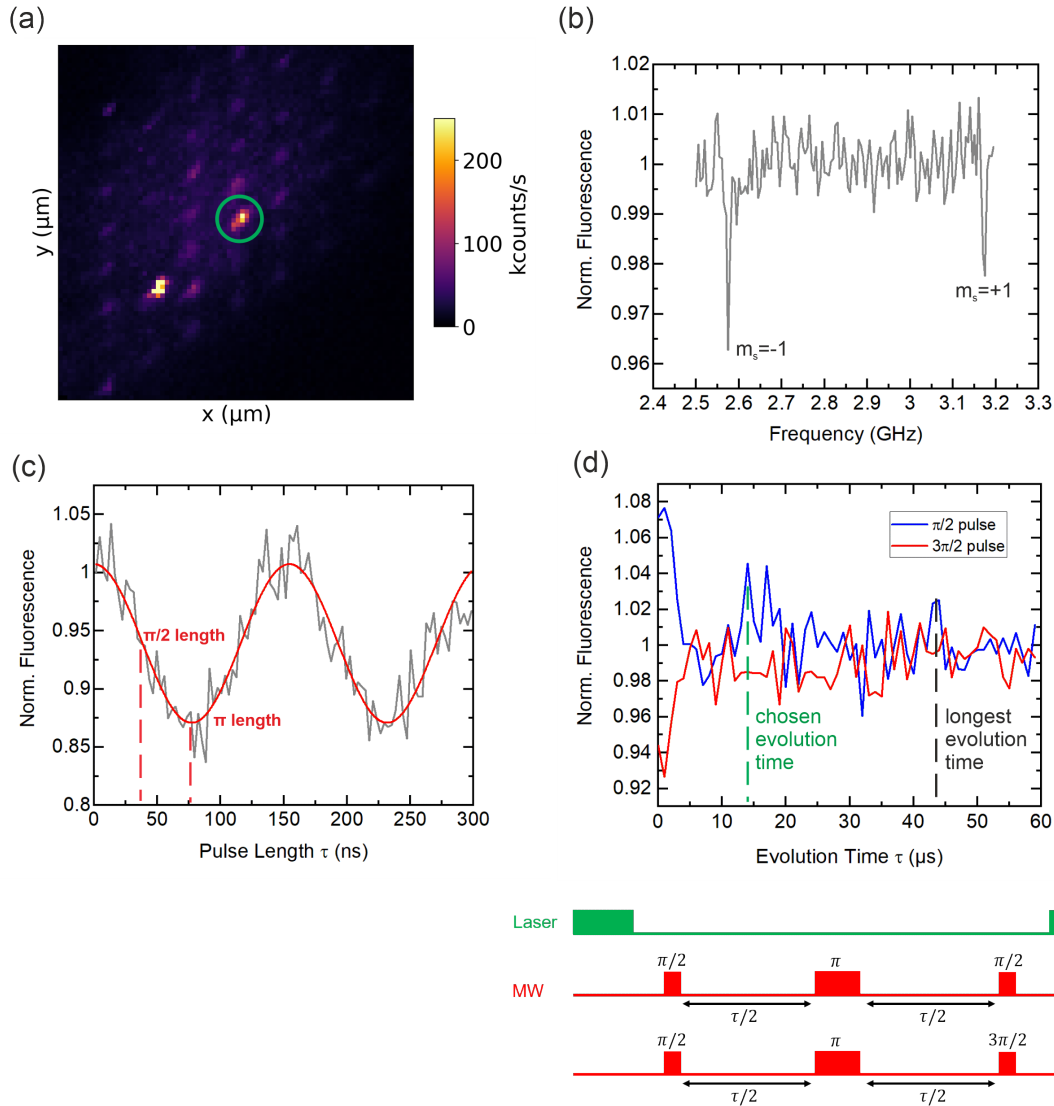 (a)
y (μm)
x (μm)
200
100
0
kcounts/s
(b)
1.02
1.01
1
0.99
0.98
0.97
0.96
Norm. Fluorescence
m_s=-1
m_s=+1
2.4 2.5 2.6 2.7 2.8 2.9 3 3.1 3.2 3.3
Frequency (GHz)
(c)
1.05
1
0.95
0.9
0.85
0.8
Norm. Fluorescence
π/2 length
π length
0 50 100 150 200 250 300
Pulse Length τ (ns)
(d)
1.08
1.06
1.04
1.02
1
0.98
0.96
0.94
0.92
Norm. Fluorescence
π/2 pulse
3π/2 pulse
chosen
evolution
time
longest
evolution
time
0 10 20 30 40 50 60
Evolution Time τ (μs)
Laser
MW
π/2 π π/2
τ/2 τ/2
π/2 π 3π/2
τ/2 τ/2